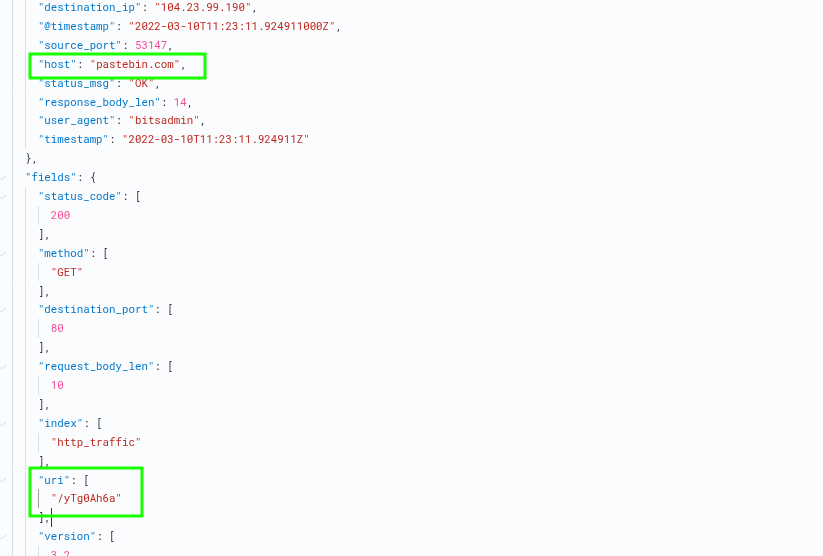 "destination_ip": "104.23.99.190",
"@timestamp": "2022-03-10T11:23:11.924911000Z",
"source_port": 53147,
"host": "pastebin.com",
"status_msg": "OK",
"response_body_len": 14,
"user_agent": "bitsadmin",
"timestamp": "2022-03-10T11:23:11.924911Z"
},
"fields": {
"status_code": [
200
],
"method": [
"GET"
],
"destination_port": [
80
],
"request_body_len": [
10
],
"index": [
"http_traffic"
],
"uri": [
"/yTg0Ah6a"
],
"version": [
3.2